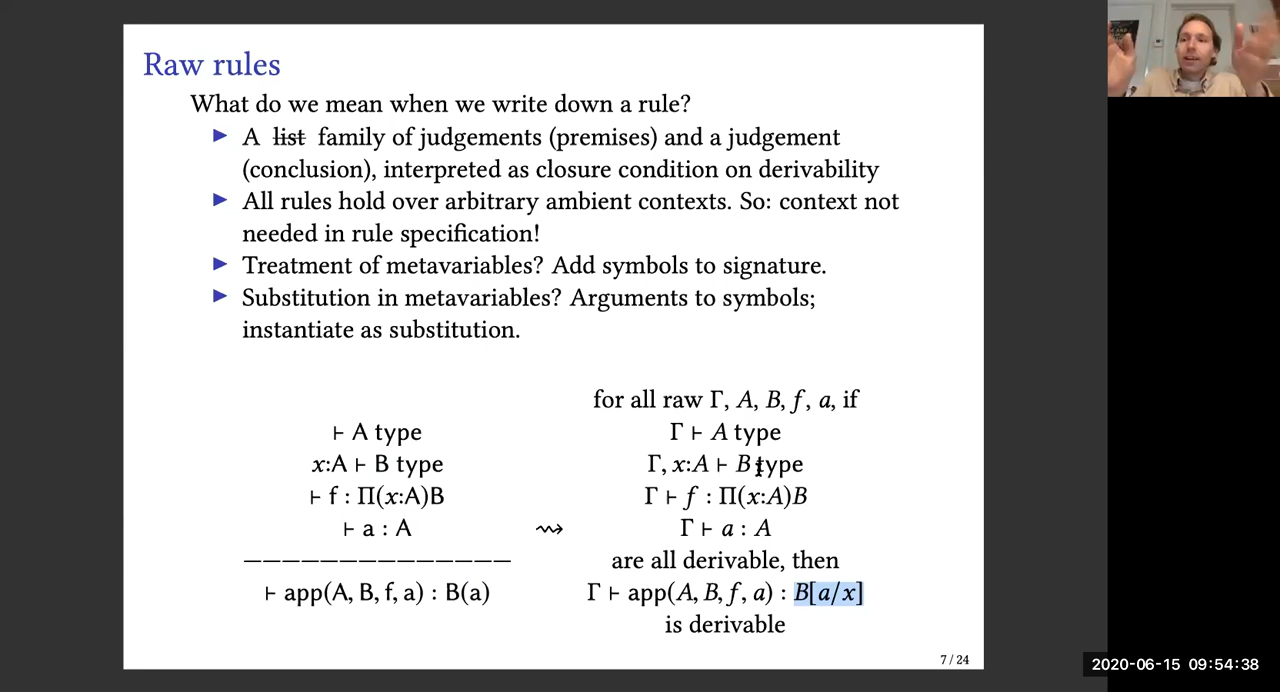 Raw rules
What do we mean when we write down a rule?
▶ A list family of judgements (premises) and a judgement
(conclusion), interpreted as closure condition on derivability
▶ All rules hold over arbitrary ambient contexts. So: context not
needed in rule specification!
▶ Treatment of metavariables? Add symbols to signature.
▶ Substitution in metavariables? Arguments to symbols;
instantiate as substitution.
⊢ A type
x:A ⊢ B type
⊢ f : Π(x:A)B
⊢ a : A
——————————————
⊢ app(A, B, f, a) : B(a)
⇝
for all raw Γ, A, B, f, a, if
Γ ⊢ A type
Γ, x:A ⊢ B type
Γ ⊢ f : Π(x:A)B
Γ ⊢ a : A
are all derivable, then
Γ ⊢ app(A, B, f, a) : B[a/x]
is derivable
7 / 24
2020-06-15 09:54:38